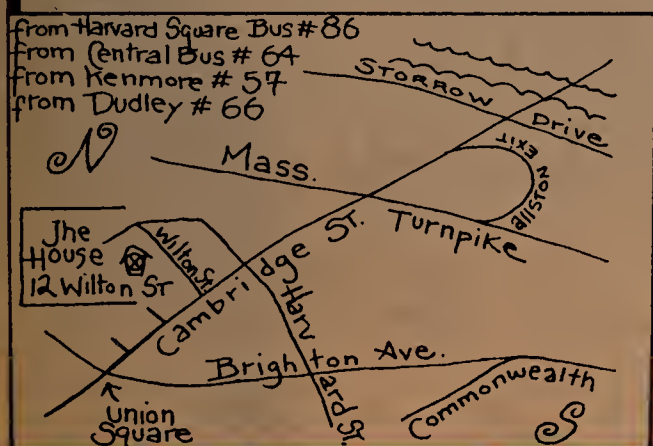 from Harvard Square Bus # 86
from Central Bus # 64
from Kenmore # 57
from Dudley # 66
STORROW Drive
N
Mass. Turnpike
allston EXIT
The
House
12 Wilton ST
Wilton St.
Cambridge ST.
Harvard St.
Brighton Ave.
Commonwealth
Union
Square
S